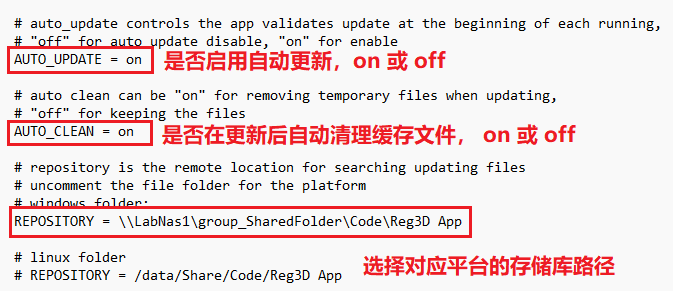 # auto_update controls the app validates update at the beginning of each running,
# "off" for auto update disable, "on" for enable
AUTO_UPDATE = on 是否启用自动更新，on 或 off
# auto clean can be "on" for removing temporary files when updating,
# "off" for keeping the files
AUTO_CLEAN = on 是否在更新后自动清理缓存文件， on 或 off
# repository is the remote location for searching updating files
# uncomment the file folder for the platform
# windows folder:
REPOSITORY = \\LabNas1\group_SharedFolder\Code\Reg3D App
# linux folder
# REPOSITORY = /data/Share/Code/Reg3D App 选择对应平台的存储库路径